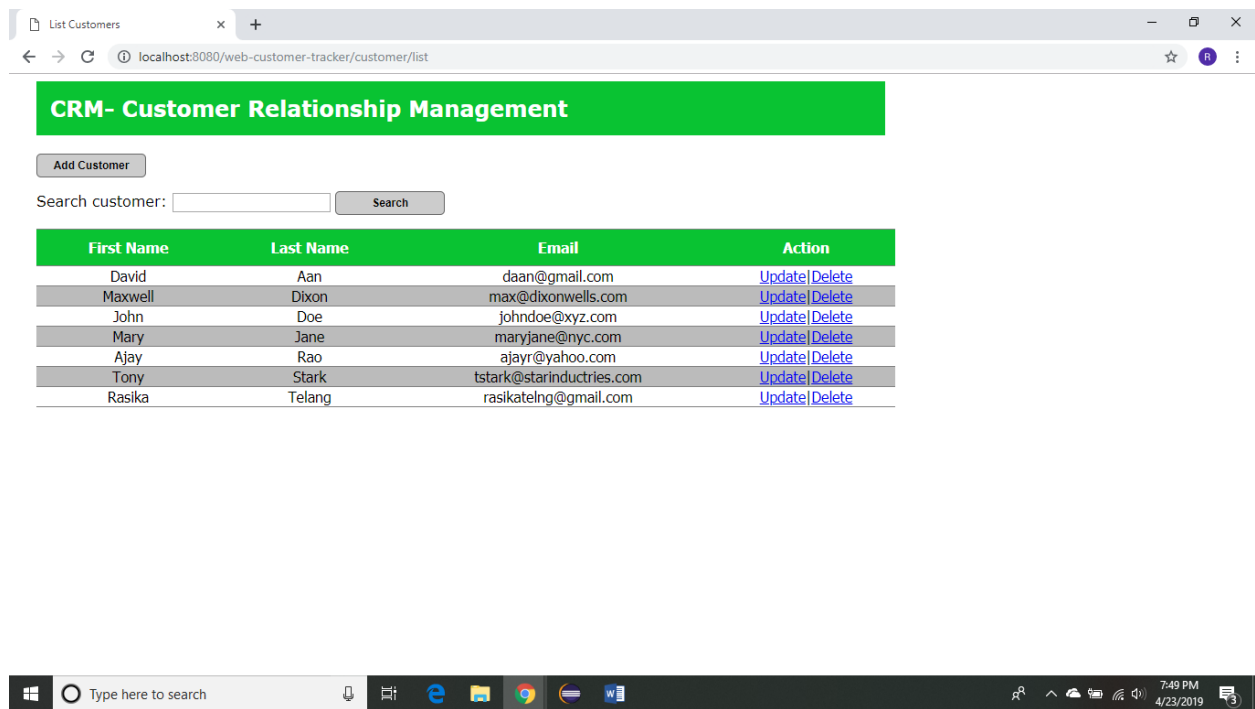 List Customers
localhost:8080/web-customer-tracker/customer/list
R
CRM- Customer Relationship Management
Add Customer
Search customer:
Search
First Name Last Name Email Action
David Aan daan@gmail.com Update|Delete
Maxwell Dixon max@dixonwells.com Update|Delete
John Doe johndoe@xyz.com Update|Delete
Mary Jane maryjane@nyc.com Update|Delete
Ajay Rao ajayr@yahoo.com Update|Delete
Tony Stark tstark@starinductries.com Update|Delete
Rasika Telang rasikatelng@gmail.com Update|Delete
Type here to search
7:49 PM
4/23/2019
3